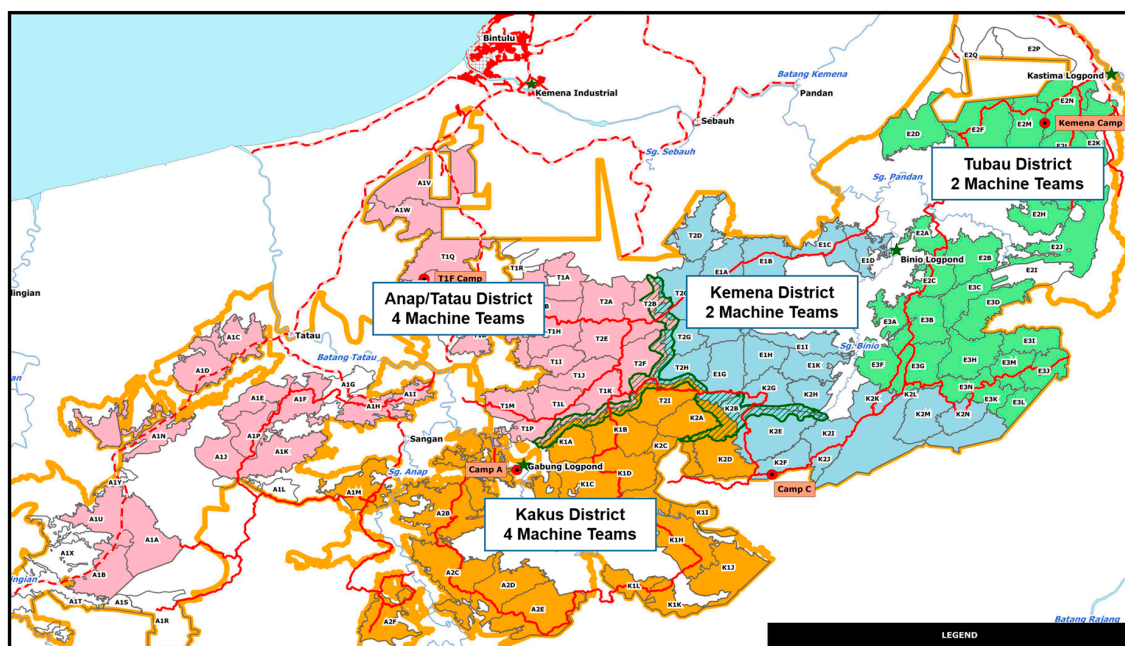 Bintulu
Kemena Industrial
Batang Kemena
Pandan
Sebauh
Sg. Sebauh
E2Q
E2P
Kastima Logpond
E2N
E2M
Kemena Camp
E2D
E2F
E2K
Tubau District
2 Machine Teams
Sg. Pandan
E2H
E2A
E2J
Binio Logpond
E2B
E2I
E2C
E3C
E3D
E3A
E3B
E3I
E3H
E3M
E3J
E3F
E3G
E3N
E3K
E3L
A1V
A1W
T1Q
T1R
T1F Camp
T1A
T2A
T2B
T2D
E1C
E1D
E1A
E1B
Anap/Tatau District
4 Machine Teams
Kemena District
2 Machine Teams
T1H
T2E
T2G
T1I
T2F
T2H
T1J
T1K
T1L
T1M
T1P
T2I
E1G
E1H
E1I
E1K
Sg. Binio
K2G
K2H
K2A
K2B
K2K
K2L
K2M
K2N
K2E
K2I
K2J
K2F
Camp C
K2C
K2D
K1A
K1B
K1C
K1D
lingian
Tatau
Batang Tatau
A1C
A1D
A1G
A1E
A1F
A1H
A1I
A1N
A1P
A1J
A1K
Sangan
Camp A
Gabung Logpond
Sg. Anap
A1Y
A1L
A1M
A1U
A1A
A1X
A1B
ngian
A1T
A1S
A1R
A2B
Kakus District
4 Machine Teams
K1I
K1H
K1J
A2C
A2D
A2E
A2F
K1L
K1K
Batang Rajang
LEGEND